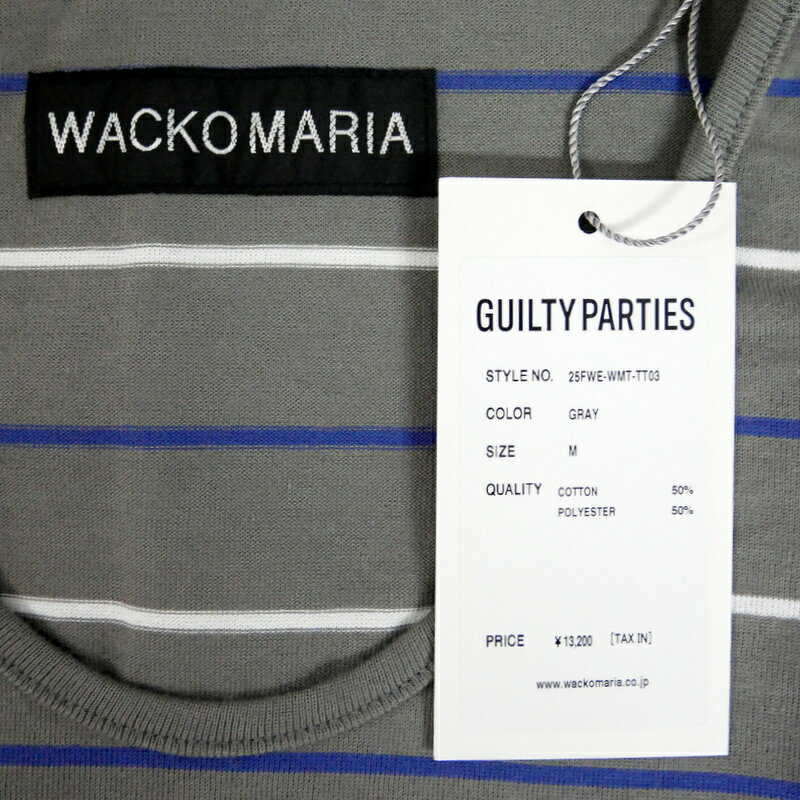 WACKO MARIA
GUILTY PARTIES
STYLE NO. 25FWE-WMT-TT03
COLOR GRAY
SIZE M
QUALITY COTTON 50%
POLYESTER 50%
PRICE ¥13,200 [TAX IN]
www.wackomaria.co.jp